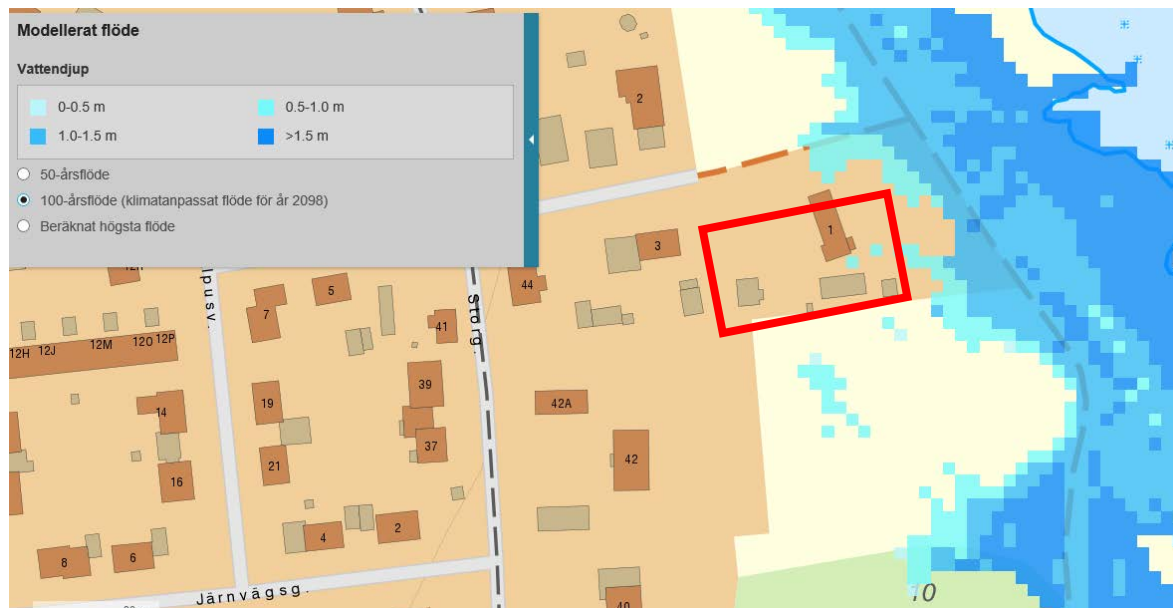 Modellerat flöde
Vattendjup
0-0.5 m
0.5-1.0 m
1.0-1.5 m
>1.5 m
50-årsflöde
100-årsflöde (klimatanpassat flöde för år 2098)
Beräknat högsta flöde
2
1
3
44
5
7
41
lpusv.
Storg.
12H 12J 12M 12O 12P
39
19
42A
14
37
42
21
16
2
4
6
8
10
Järnvägsg.
40